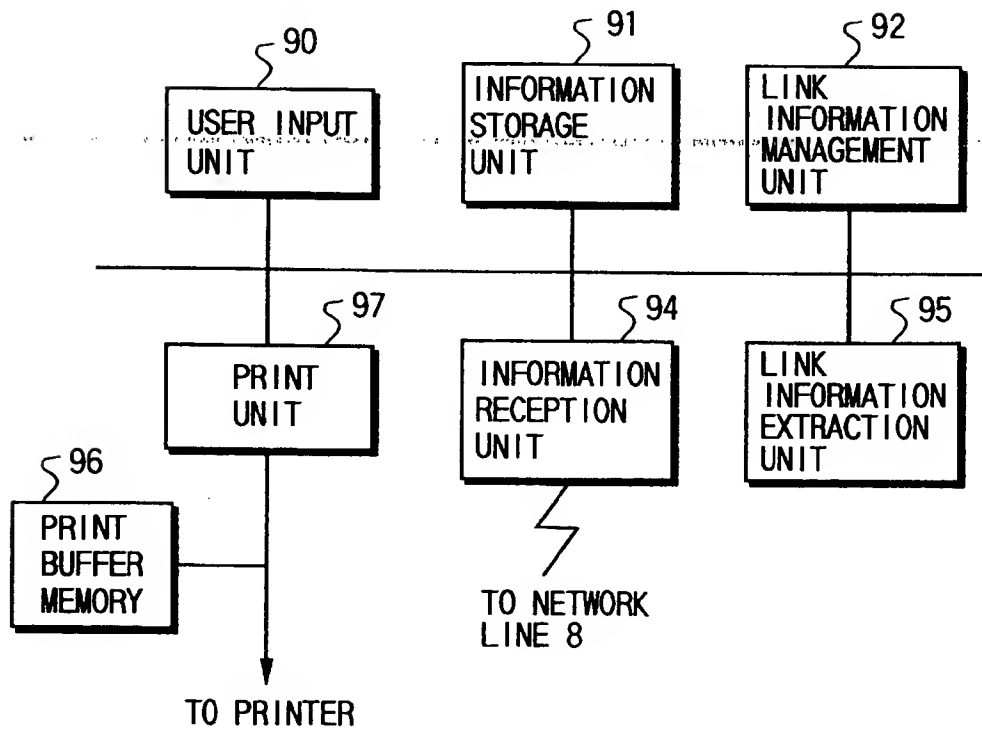 90
USER INPUT
UNIT
91
INFORMATION
STORAGE
UNIT
92
LINK
INFORMATION
MANAGEMENT
UNIT
97
PRINT
UNIT
94
INFORMATION
RECEPTION
UNIT
95
LINK
INFORMATION
EXTRACTION
UNIT
96
PRINT
BUFFER
MEMORY
TO NETWORK
LINE 8
TO PRINTER